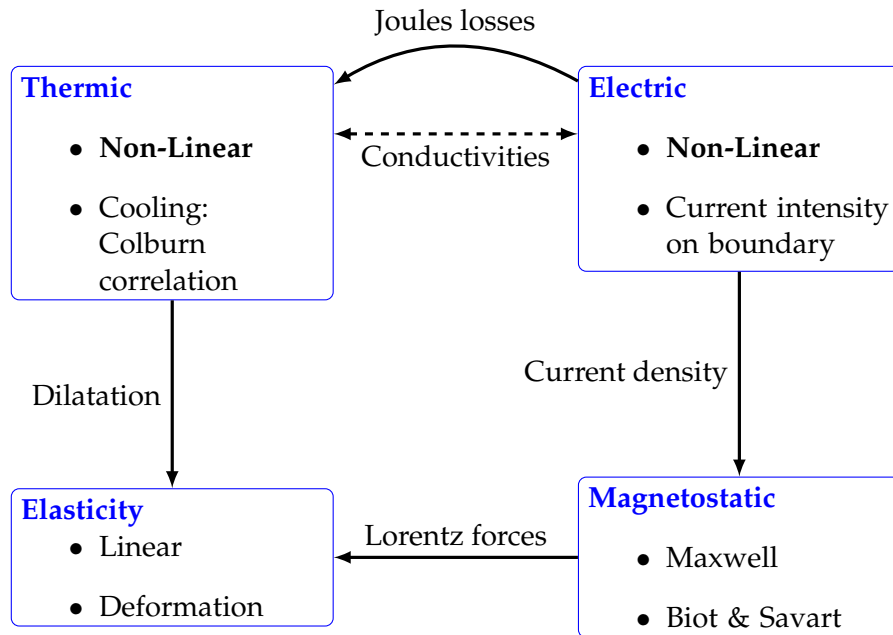 Joules losses
Thermic
• Non-Linear
• Cooling:
Colburn
correlation
Conductivities
Electric
• Non-Linear
• Current intensity
on boundary
Dilatation
Current density
Elasticity
• Linear
• Deformation
Lorentz forces
Magnetostatic
• Maxwell
• Biot & Savart